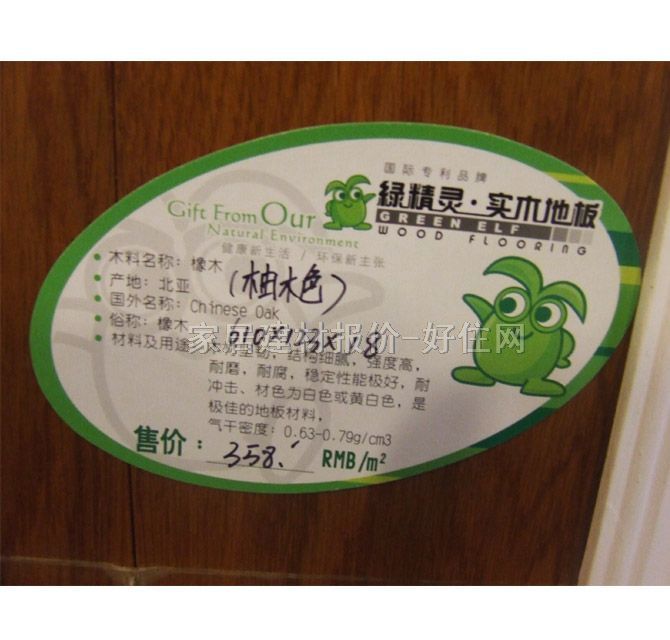 国际专利品牌
绿精灵·实木地板
GREEN ELF
WOOD FLOORING
Gift From Our
Natural Environment
健康新生活 / 环保新主张
木料名称：橡木
(柚木色)
产地：北亚
国外名称：Chinese Oak
俗称：橡木
610×123×18
家居建材报价-好住网
材料及用途：
结构细腻，强度高，
耐磨，耐腐，稳定性能极好，耐
冲击、材色为白色或黄白色，是
极佳的地板材料，
气干密度：0.63-0.79g/cm3
售价：358.' RMB/m²